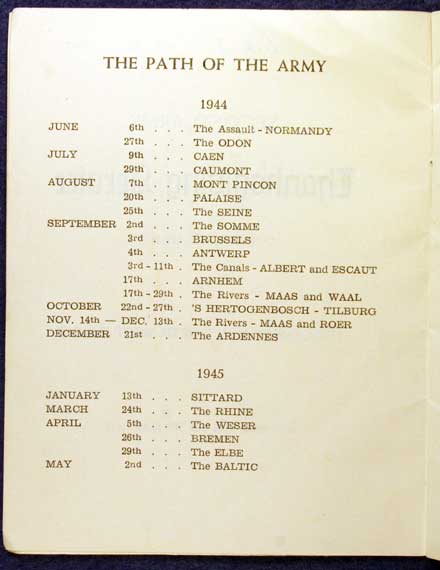 THE PATH OF THE ARMY
1944
JUNE 6th . . . The Assault - NORMANDY
27th . . . The ODON
JULY 9th . . . CAEN
29th . . . CAUMONT
AUGUST 7th . . . MONT PINCON
20th . . . FALAISE
25th . . . The SEINE
SEPTEMBER 2nd . . . The SOMME
3rd . . . BRUSSELS
4th . . . ANTWERP
3rd - 11th . The Canals - ALBERT and ESCAUT
17th . . . ARNHEM
17th - 29th . The Rivers - MAAS and WAAL
OCTOBER 22nd - 27th . 'S HERTOGENBOSCH - TILBURG
NOV. 14th — DEC. 13th . The Rivers - MAAS and ROER
DECEMBER 21st . . . The ARDENNES
1945
JANUARY 13th . . . SITTARD
MARCH 24th . . . The RHINE
APRIL 5th . . . The WESER
26th . . . BREMEN
29th . . . The ELBE
MAY 2nd . . . The BALTIC